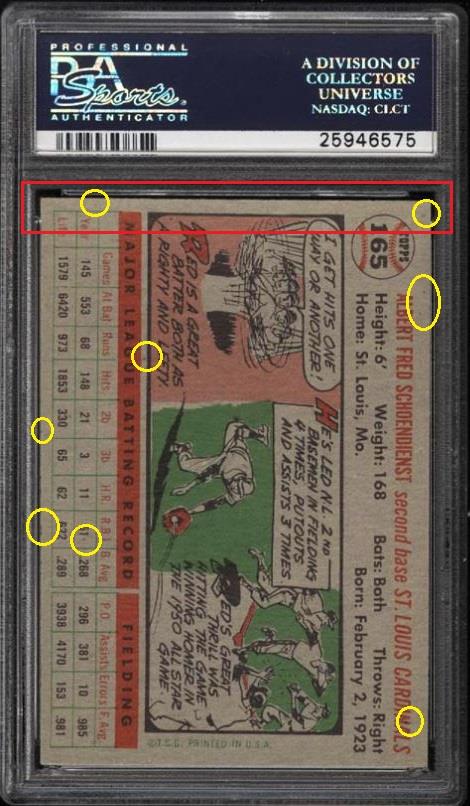 PROFESSIONAL
PSA
Sports
AUTHENTICATOR
A DIVISION OF
COLLECTORS
UNIVERSE
NASDAQ: CLCT
25946575
TOPPS
165
ALBERT FRED SCHOENDIENST second base ST. LOUIS CARDINALS
Height: 6' Weight: 168 Bats: Both Throws: Right
Home: St. Louis, Mo. Born: February 2, 1923
I GET HITS ONE
WAY OR ANOTHER!
RED IS A GREAT
BATTER BOTH AS
A RIGHTY AND LEFTY
HE'S LED N.L. 2ND
BASEMEN IN FIELDING
4 TIMES, PUTOUTS
AND ASSISTS 3 TIMES
RED'S GREAT
THRILL WAS
HITTING THE GAME
WINNING HOMER IN
THE 1950 ALL STAR
GAME
© T.C.G. PRINTED IN U.S.A.
MAJOR LEAGUE BATTING RECORD FIELDING
Games At Bat Runs Hits 2b 3b H.R. B. Avg. P.O. Assists Errors F. Avg.
Year 145 553 68 148 21 3 11 .268 296 381 10 .985
Life 1579 6420 973 1853 330 65 62 .289 3938 4170 153 .981